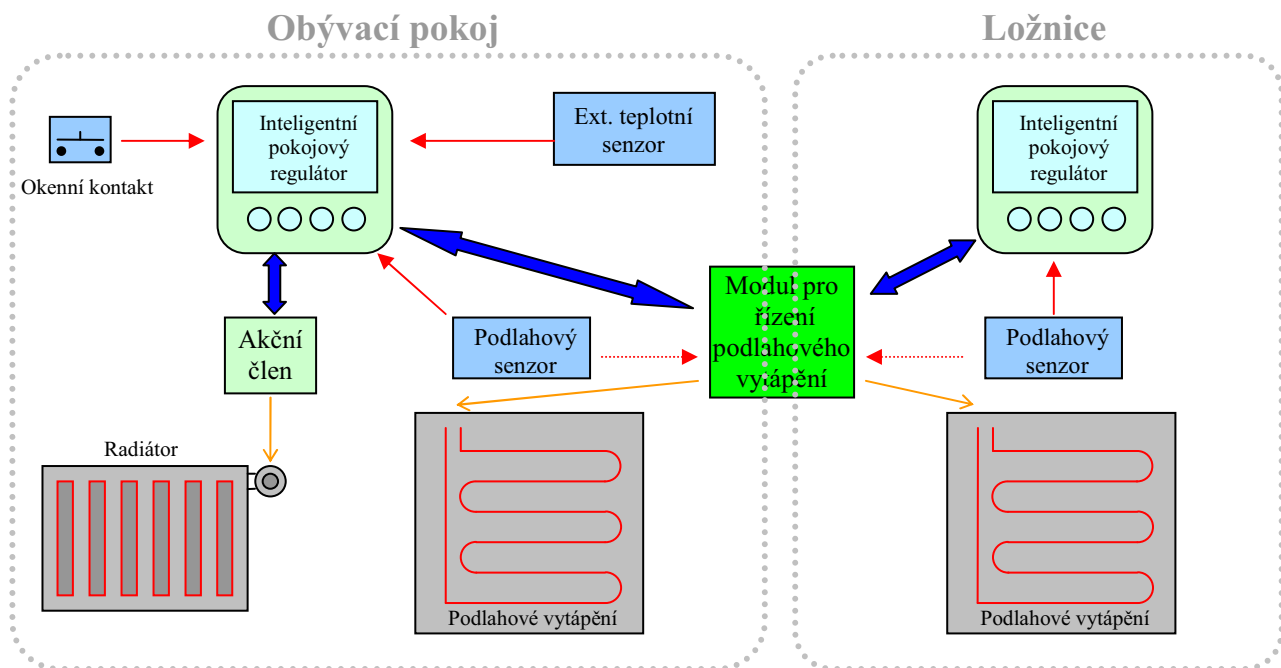 Obývací pokoj
Ložnice
Okenní kontakt
Inteligentní
pokojový
regulátor
Ext. teplotní
senzor
Inteligentní
pokojový
regulátor
Akční
člen
Podlahový
senzor
Modul pro
řízení
podlahového
vytápění
Podlahový
senzor
Radiátor
Podlahové vytápění
Podlahové vytápění